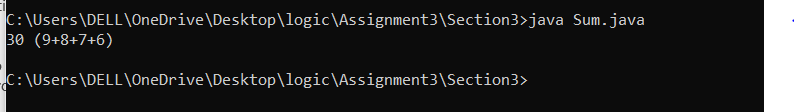 C:\Users\DELL\OneDrive\Desktop\logic\Assignment3\Section3>java Sum.java
30 (9+8+7+6)
C:\Users\DELL\OneDrive\Desktop\logic\Assignment3\Section3>